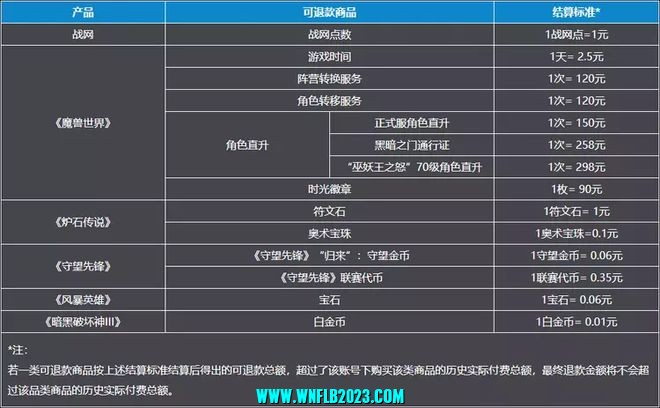 产品 可退款商品 结算标准*
战网 战网点数 1战网点=1元
《魔兽世界》 游戏时间 1天= 2.5元
阵营转换服务 1次= 120元
角色转移服务 1次= 120元
角色直升 正式服角色直升 1次= 150元
黑暗之门通行证 1次= 258元
“巫妖王之怒”70级角色直升 1次= 298元
时光徽章 1枚= 90元
《炉石传说》 符文石 1符文石= 1元
奥术宝珠 1奥术宝珠=0.1元
《守望先锋》 《守望先锋》“归来”：守望金币 1守望金币= 0.06元
《守望先锋》联赛代币 1联赛代币= 0.35元
《风暴英雄》 宝石 1宝石= 0.06元
《暗黑破坏神III》 白金币 1白金币= 0.01元
*注：
若一类可退款商品按上述结算标准结算后得出的可退款总额，超过了该账号下购买该类商品的历史实际付费总额，最终退款金额将不会超
过该品类商品的历史实际付费总额。
WWW.WNFLB2023.COM